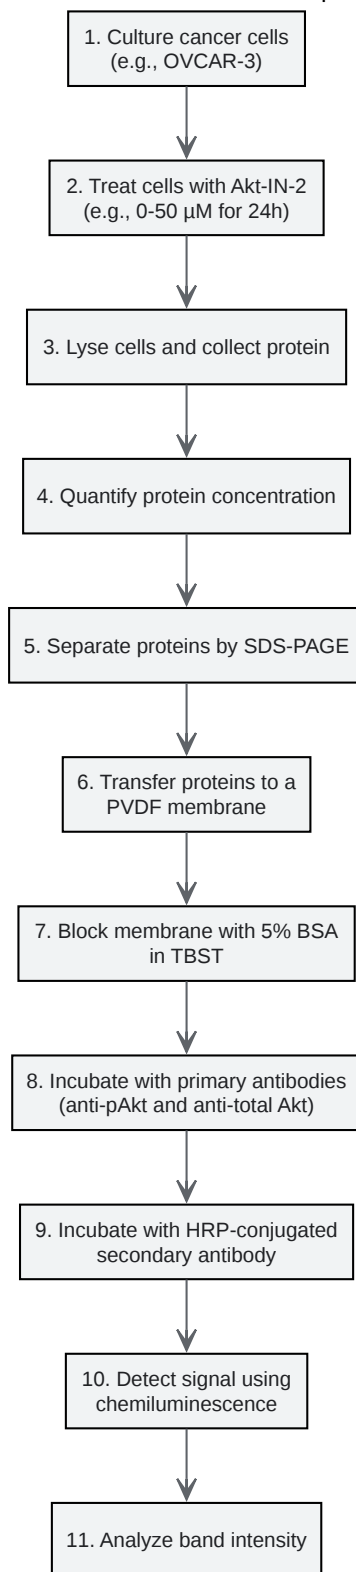 1. Culture cancer cells
(e.g., OVCAR-3)
2. Treat cells with Akt-IN-2
(e.g., 0-50 µM for 24h)
3. Lyse cells and collect protein
4. Quantify protein concentration
5. Separate proteins by SDS-PAGE
6. Transfer proteins to a
PVDF membrane
7. Block membrane with 5% BSA
in TBST
8. Incubate with primary antibodies
(anti-pAkt and anti-total Akt)
9. Incubate with HRP-conjugated
secondary antibody
10. Detect signal using
chemiluminescence
11. Analyze band intensity